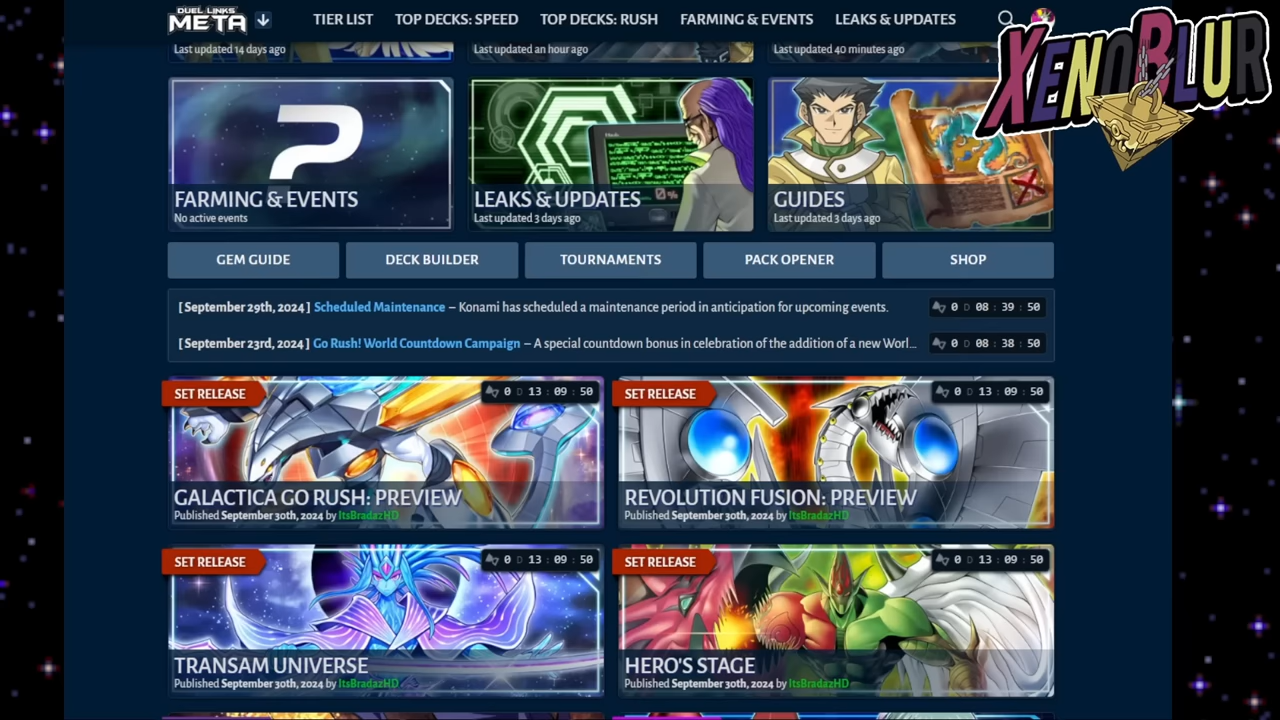 DUEL LINKS
META
TIER LIST
TOP DECKS: SPEED
TOP DECKS: RUSH
FARMING & EVENTS
LEAKS & UPDATES
XENOBLUR
Last updated 14 days ago
Last updated an hour ago
Last updated 40 minutes ago
FARMING & EVENTS
No active events
LEAKS & UPDATES
Last updated 3 days ago
GUIDES
Last updated 3 days ago
GEM GUIDE
DECK BUILDER
TOURNAMENTS
PACK OPENER
SHOP
[ September 29th, 2024 ] Scheduled Maintenance – Konami has scheduled a maintenance period in anticipation for upcoming events.
0 D 08 : 39 : 50
[ September 23rd, 2024 ] Go Rush! World Countdown Campaign – A special countdown bonus in celebration of the addition of a new Worl...
0 D 08 : 38 : 50
SET RELEASE
0 D 13 : 09 : 50
GALACTICA GO RUSH: PREVIEW
Published September 30th, 2024 by ItsBradazHD
SET RELEASE
0 D 13 : 09 : 50
REVOLUTION FUSION: PREVIEW
Published September 30th, 2024 by ItsBradazHD
SET RELEASE
0 D 13 : 09 : 50
TRANSAM UNIVERSE
Published September 30th, 2024 by ItsBradazHD
SET RELEASE
0 D 13 : 09 : 50
HERO'S STAGE
Published September 30th, 2024 by ItsBradazHD